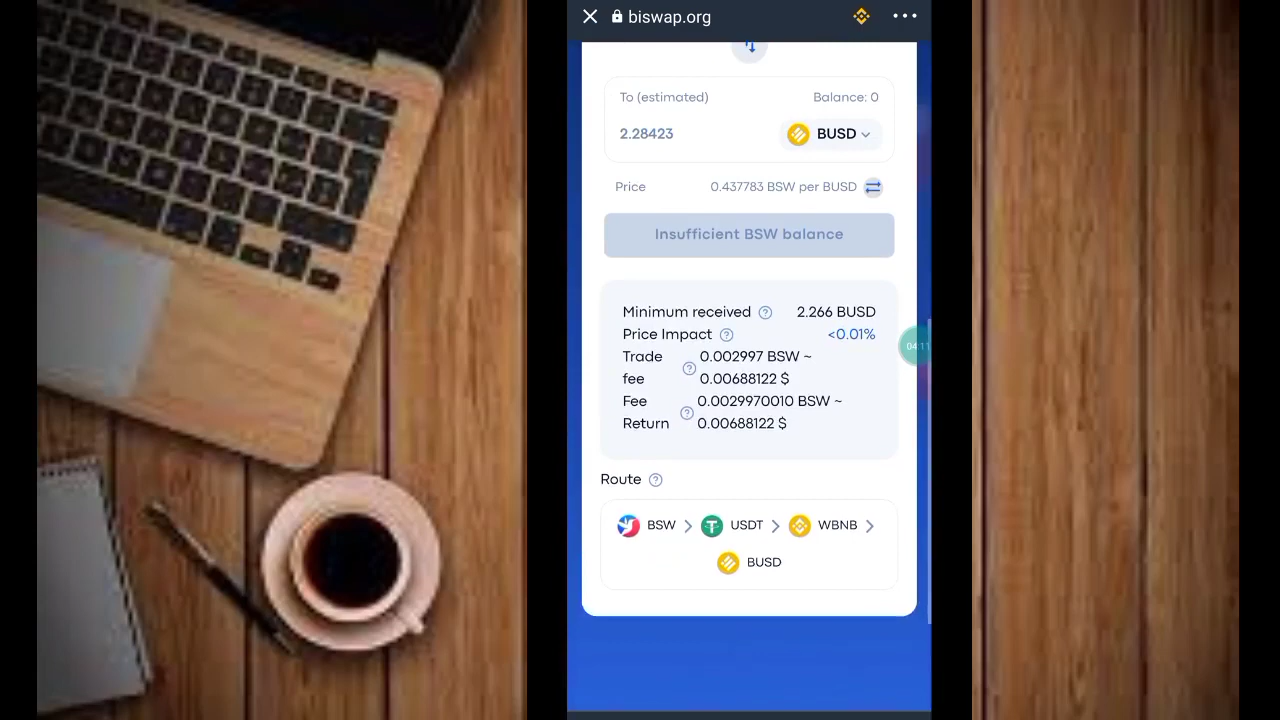 biswap.org
To (estimated) Balance: 0
2.28423 BUSD
Price 0.437783 BSW per BUSD
Insufficient BSW balance
Minimum received 2.266 BUSD
Price Impact <0.01%
Trade fee 0.002997 BSW ~ 0.00688122 $
Fee Return 0.0029970010 BSW ~ 0.00688122 $
Route
BSW USDT WBNB
BUSD
04:11